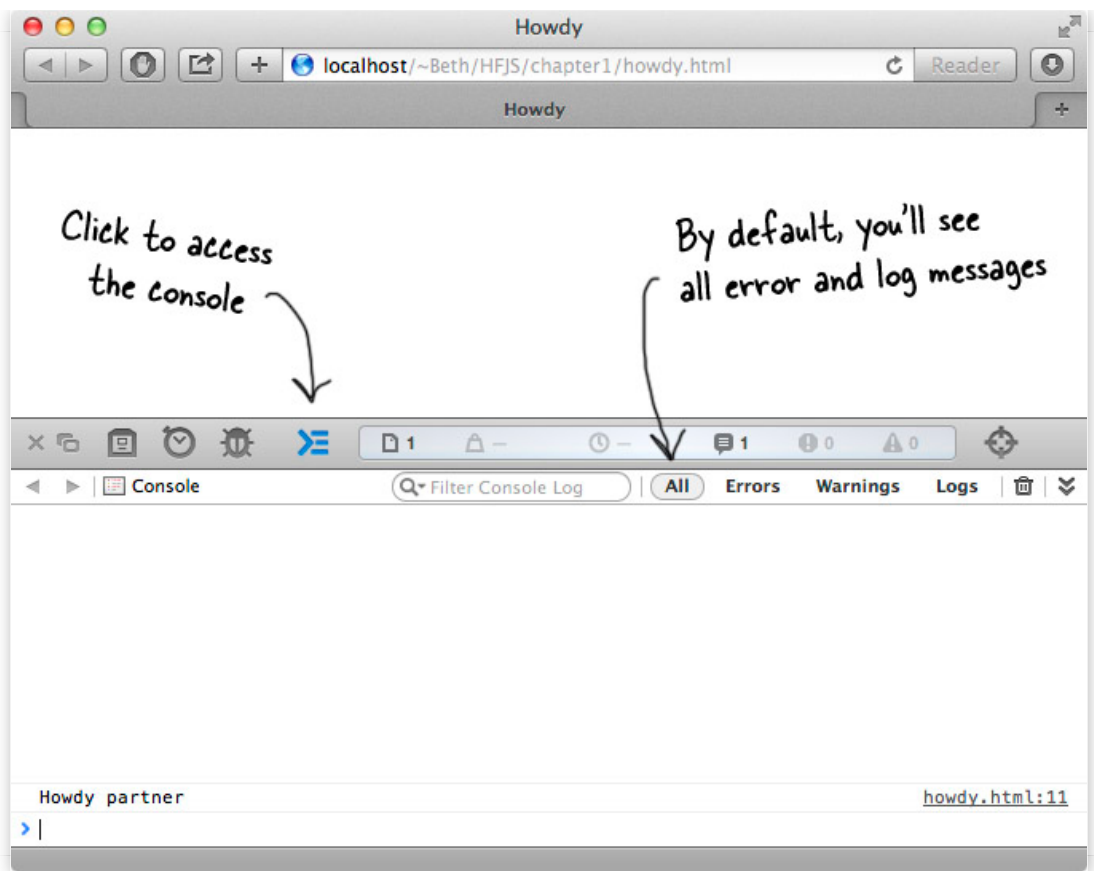 Howdy
localhost/~Beth/HFJS/chapter1/howdy.html
Reader
Howdy
Click to access
the console
By default, you'll see
all error and log messages
1 – – 1 0 0
Console
Filter Console Log
All Errors Warnings Logs
Howdy partner
howdy.html:11